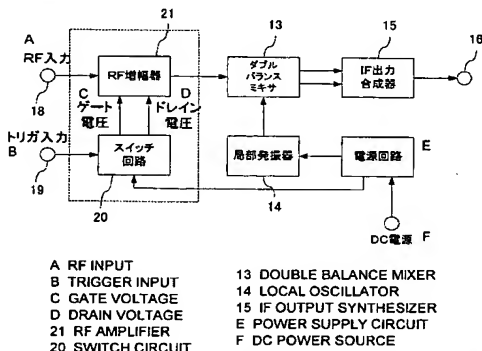 21
13
15
16
A
RF入力
18
RF増幅器
ダブル
バランス
ミキサ
IF出力
合成器
C
ゲート
電圧
D
ドレイン
電圧
トリガ入力
B
19
スイッチ
回路
20
局部発振器
14
電源回路
E
DC電源 F
A RF INPUT
B TRIGGER INPUT
C GATE VOLTAGE
D DRAIN VOLTAGE
21 RF AMPLIFIER
20 SWITCH CIRCUIT
13 DOUBLE BALANCE MIXER
14 LOCAL OSCILLATOR
15 IF OUTPUT SYNTHESIZER
E POWER SUPPLY CIRCUIT
F DC POWER SOURCE